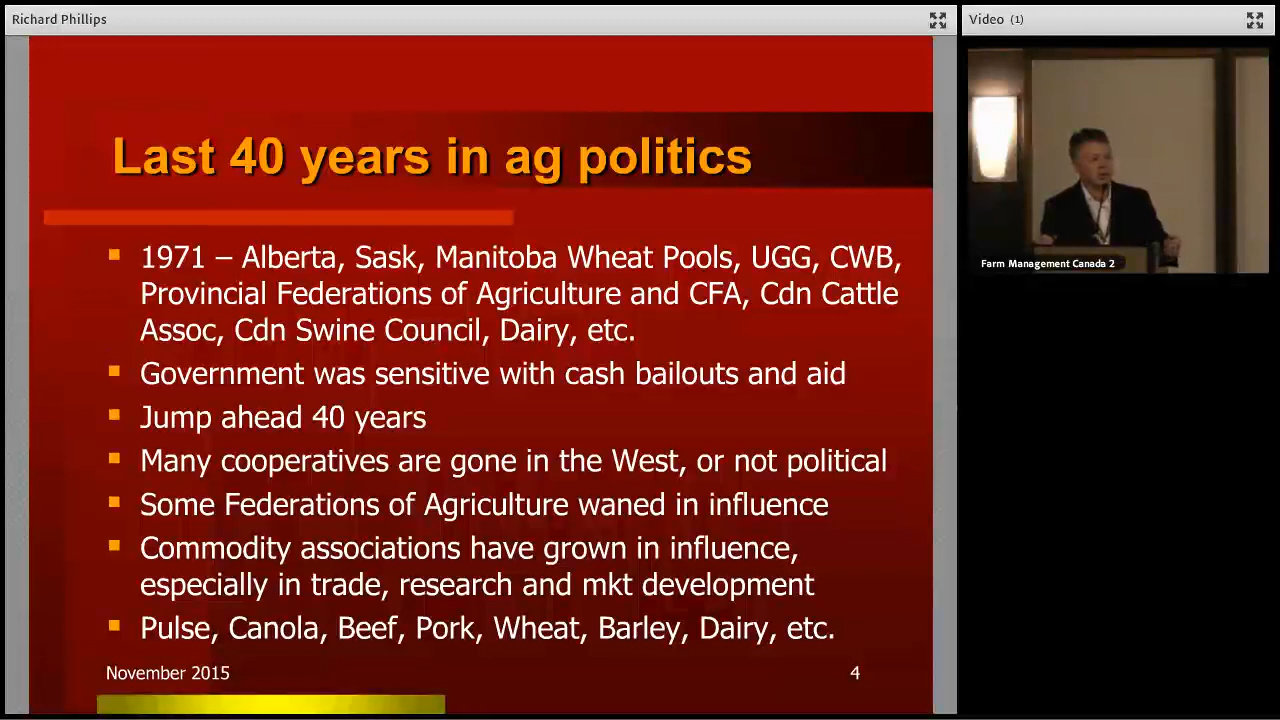 Richard Phillips
Video (1)
Last 40 years in ag politics
1971 – Alberta, Sask, Manitoba Wheat Pools, UGG, CWB,
Provincial Federations of Agriculture and CFA, Cdn Cattle
Assoc, Cdn Swine Council, Dairy, etc.
Government was sensitive with cash bailouts and aid
Jump ahead 40 years
Many cooperatives are gone in the West, or not political
Some Federations of Agriculture waned in influence
Commodity associations have grown in influence,
especially in trade, research and mkt development
Pulse, Canola, Beef, Pork, Wheat, Barley, Dairy, etc.
November 2015
4
Farm Management Canada 2